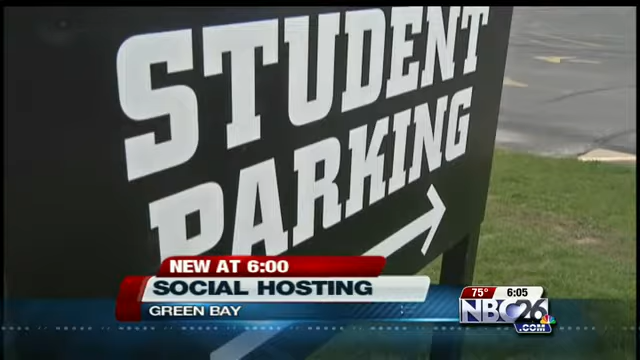 STUDENT
PARKING
NEW AT 6:00
SOCIAL HOSTING
GREEN BAY
75° 6:05
NBC26
.COM